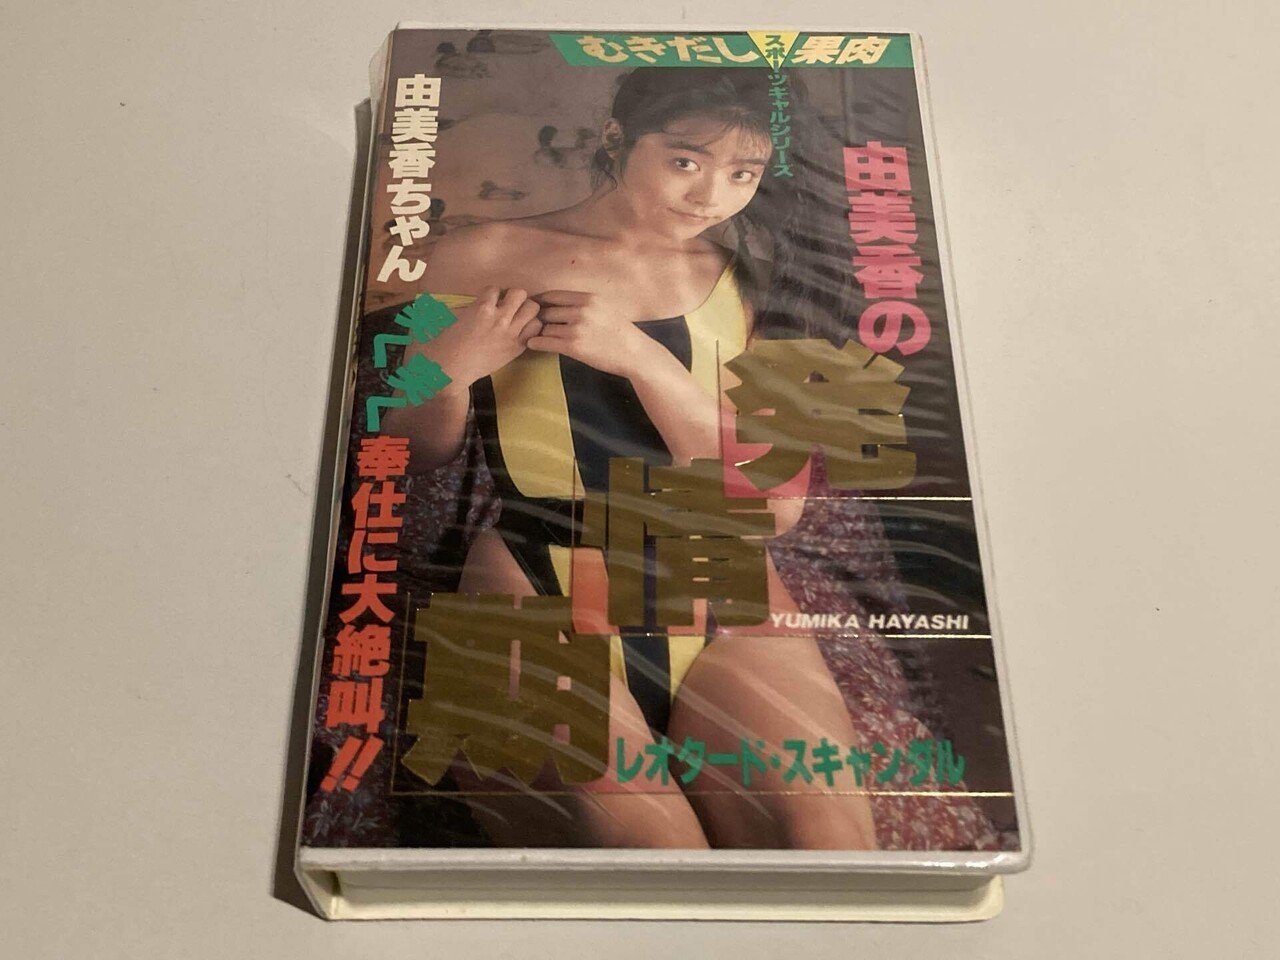 むきだし果肉
スポーツギャルシリーズ
由美香の
発情期
YUMIKA HAYASHI
レオタード・スキャンダル
由美香ちゃん
奉仕に大絶叫!!